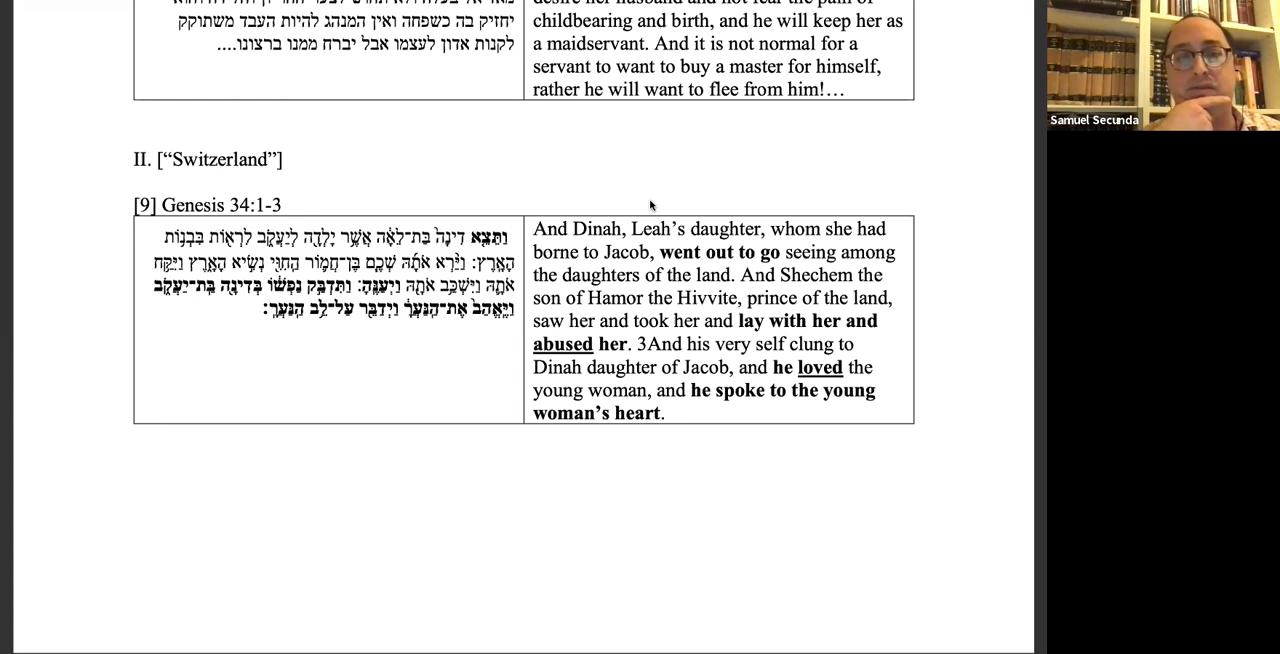 יחזיק בה כשפחה ואין המנהג להיות העבד משתוקק
לקנות אדון לעצמו אבל יברח ממנו ברצונו....
childbearing and birth, and he will keep her as
a maidservant. And it is not normal for a
servant to want to buy a master for himself,
rather he will want to flee from him!…
II. [“Switzerland”]
[9] Genesis 34:1-3
וַתֵּצֵ֤א דִינָה֙ בַּת־לֵאָ֔ה אֲשֶׁ֥ר יָלְדָ֖ה לְיַעֲקֹ֑ב לִרְא֖וֹת בִּבְנ֥וֹת
הָאָֽרֶץ׃ וַיַּ֨רְא אֹתָ֜הּ שְׁכֶ֧ם בֶּן־חֲמ֛וֹר הַֽחִוִּ֖י נְשִׂ֣יא הָאָ֑רֶץ וַיִּקַּ֥ח
אֹתָ֛הּ וַיִּשְׁכַּ֥ב אֹתָ֖הּ וַיְעַנֶּֽהָ׃ וַתִּדְבַּ֣ק נַפְשׁ֔וֹ בְּדִינָ֖ה בַּֽת־יַעֲקֹ֑ב
וַיֶּֽאֱהַב֙ אֶת־הַֽנַּעֲרָ֔ וַיְדַבֵּ֖ר עַל־לֵ֥ב הַֽנַּעֲרָֽ׃
And Dinah, Leah’s daughter, whom she had
borne to Jacob, went out to go seeing among
the daughters of the land. And Shechem the
son of Hamor the Hivvite, prince of the land,
saw her and took her and lay with her and
abused her. 3And his very self clung to
Dinah daughter of Jacob, and he loved the
young woman, and he spoke to the young
woman’s heart.
Samuel Secunda